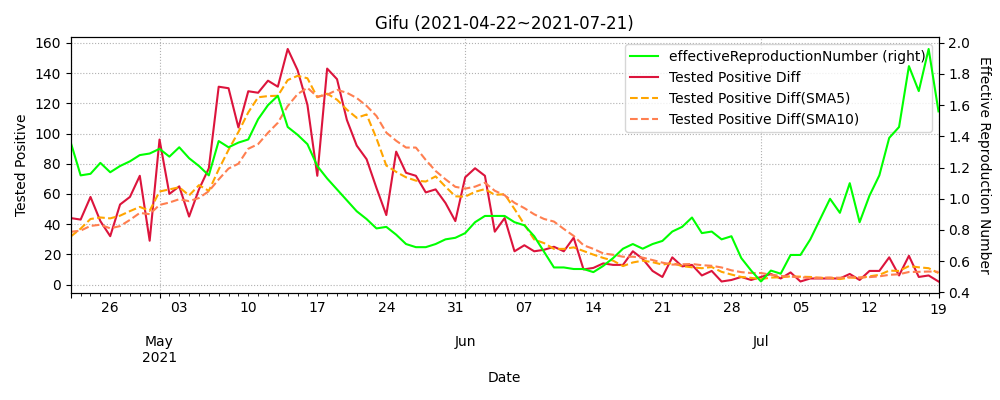 Gifu (2021-04-22~2021-07-21)
effectiveReproductionNumber (right)
Tested Positive Diff
Tested Positive Diff(SMA5)
Tested Positive Diff(SMA10)
Tested Positive
160
140
120
100
80
60
40
20
0
2.0
1.8
1.6
1.4
1.2
1.0
0.8
0.6
0.4
Effective Reproduction Number
26 03 10 17 24 31 07 14 21 28 05 12 19
May Jun Jul
2021
Date